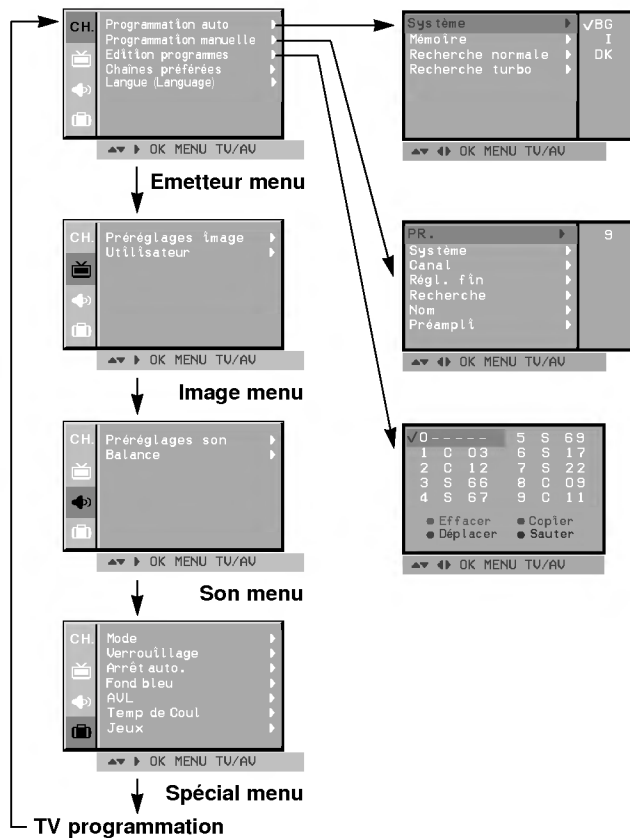 CH.
Programmation auto
Programmation manuelle
Edition programmes
Chaînes préférées
Langue (Language)
OK MENU TV/AV
Emetteur menu
CH.
Préréglages image
Utilisateur
OK MENU TV/AV
Image menu
CH.
Préréglages son
Balance
OK MENU TV/AV
Son menu
CH.
Mode
Verrouillage
Arrêt auto.
Fond bleu
AVL
Temp de Coul
Jeux
OK MENU TV/AV
Spécial menu
TV programmation
Système BG
Mémoire I
Recherche normale DK
Recherche turbo
OK MENU TV/AV
PR. 9
Système
Canal
Régl. fin
Recherche
Nom
Préampli
OK MENU TV/AV
0----- 5 S 69
1 C 03 6 S 17
2 C 12 7 S 22
3 S 66 8 C 09
4 S 67 9 C 11
Effacer Copier
Déplacer Sauter
OK MENU TV/AV